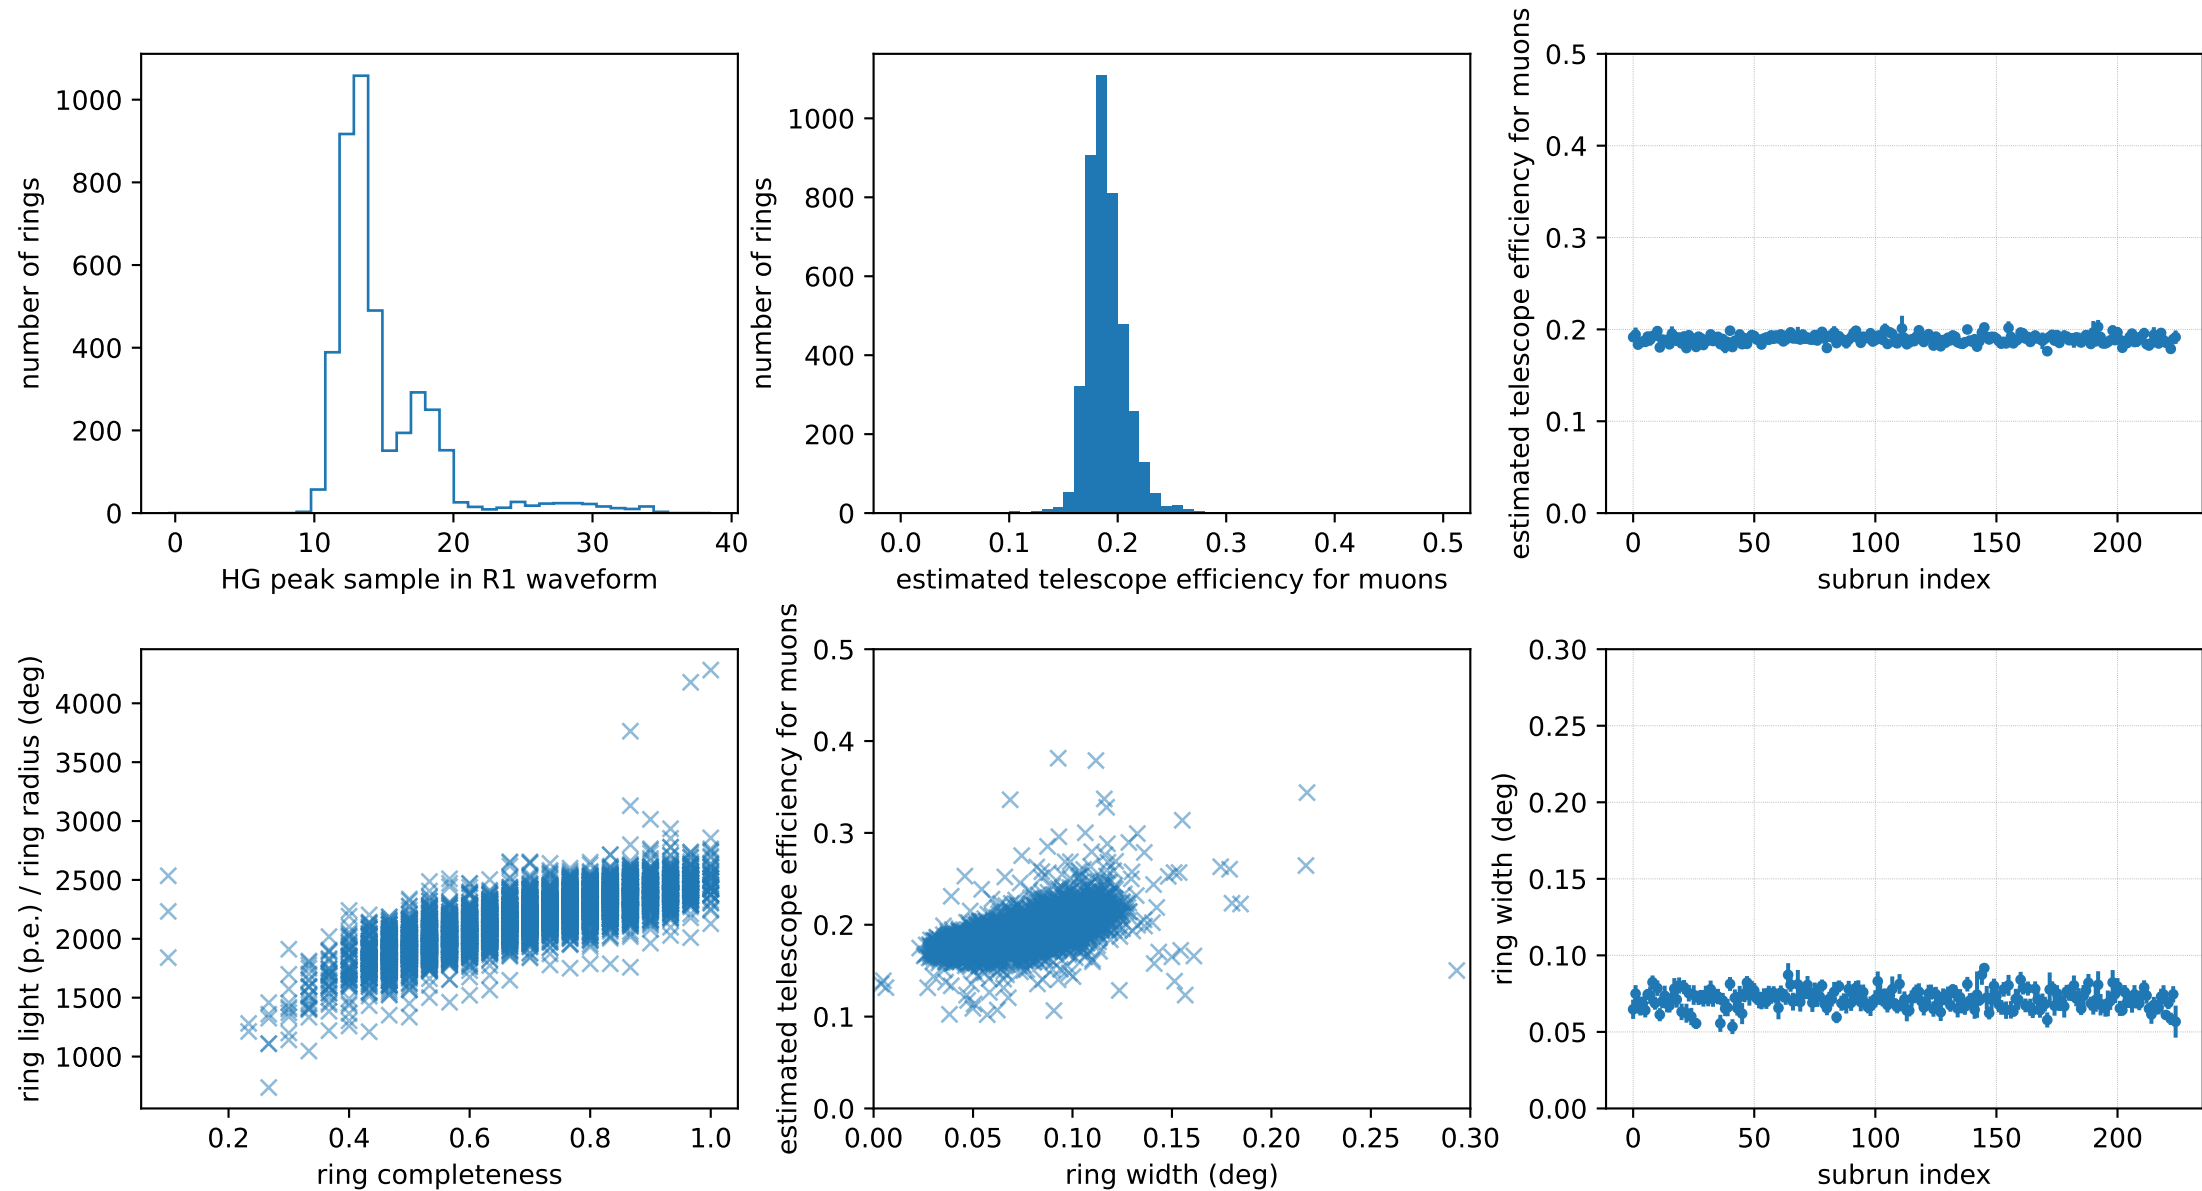 1000
800
600
400
200
0
number of rings
0 10 20 30 40
HG peak sample in R1 waveform
1000
800
600
400
200
0
number of rings
0.0 0.1 0.2 0.3 0.4 0.5
estimated telescope efficiency for muons
0.5
0.4
0.3
0.2
0.1
0.0
estimated telescope efficiency for muons
0 50 100 150 200
subrun index
4000
3500
3000
2500
2000
1500
1000
ring light (p.e.) / ring radius (deg)
0.2 0.4 0.6 0.8 1.0
ring completeness
0.5
0.4
0.3
0.2
0.1
0.0
estimated telescope efficiency for muons
0.00 0.05 0.10 0.15 0.20 0.25 0.30
ring width (deg)
0.30
0.25
0.20
0.15
0.10
0.05
0.00
ring width (deg)
0 50 100 150 200
subrun index